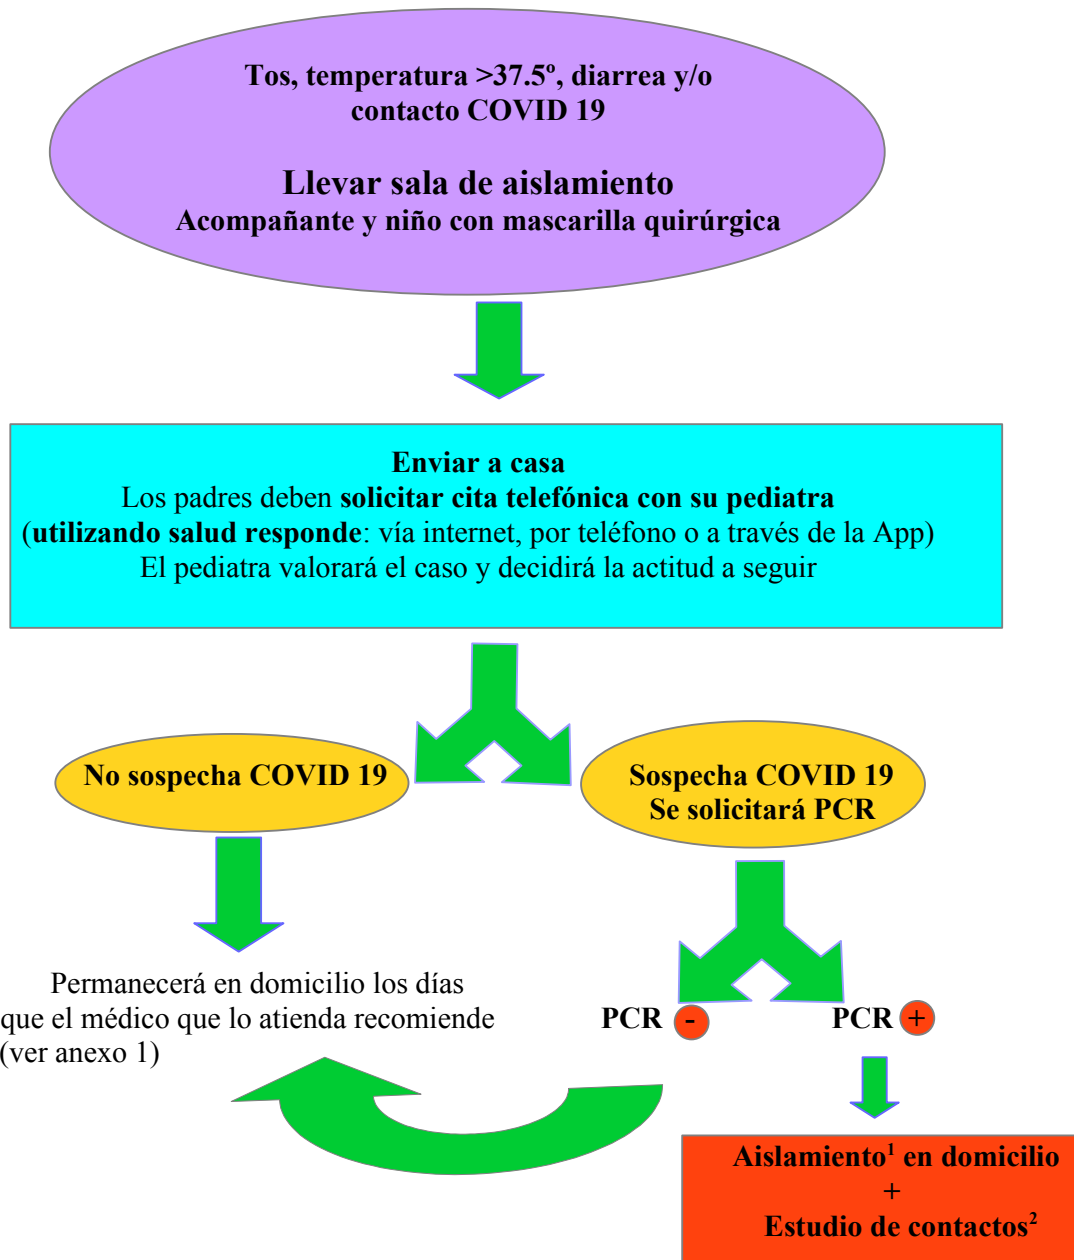 Tos, temperatura >37.5º, diarrea y/o
contacto COVID 19
Llevar sala de aislamiento
Acompañante y niño con mascarilla quirúrgica
Enviar a casa
Los padres deben solicitar cita telefónica con su pediatra
(utilizando salud responde: vía internet, por teléfono o a través de la App)
El pediatra valorará el caso y decidirá la actitud a seguir
No sospecha COVID 19
Sospecha COVID 19
Se solicitará PCR
Permanecerá en domicilio los días
que el médico que lo atienda recomiende
(ver anexo 1)
PCR -
PCR +
Aislamiento¹ en domicilio
+
Estudio de contactos²